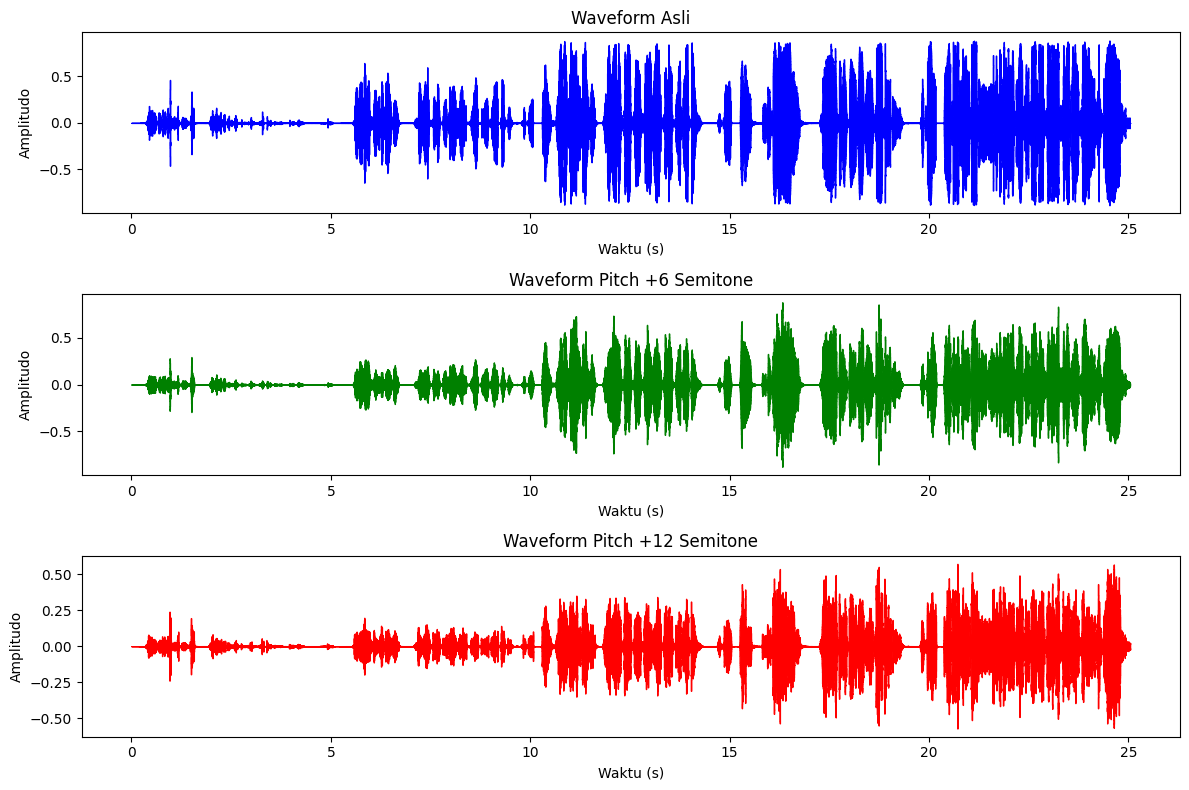 Waveform Asli
Amplitudo
0.5
0.0
−0.5
0 5 10 15 20 25
Waktu (s)
Waveform Pitch +6 Semitone
Amplitudo
0.5
0.0
−0.5
0 5 10 15 20 25
Waktu (s)
Waveform Pitch +12 Semitone
Amplitudo
0.50
0.25
0.00
−0.25
−0.50
0 5 10 15 20 25
Waktu (s)